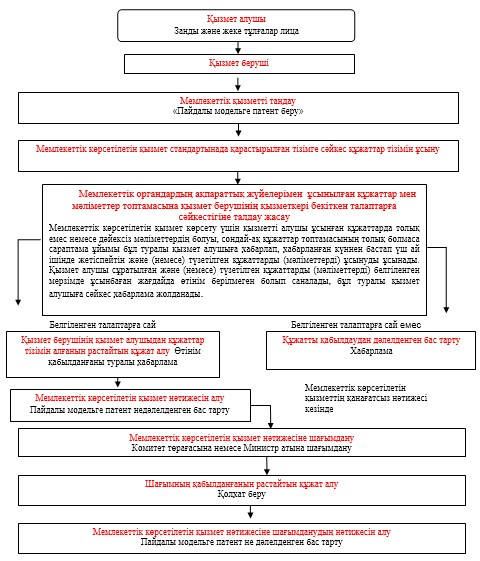 Қызмет алушы
Занды және жеке тұлғалар лица
Қызмет беруші
Мемлекеттік қызметті таңдау
«Пайдалы модельге патент беру»
Мемлекеттік көрсетілетін қызмет стандартынада қарастырылған тізімге сәйкес құжаттар тізімін ұсыну
Мемлекеттік органдардың ақпараттық жүйелерімен ұсынылған құжаттар мен
мәліметтер топтамасына қызмет берушінің қызметкері бекіткен талаптарға
сәйкестігіне талдау жасау
Мемлекеттік көрсетілетін қызмет көрсету үшін қызметті алушы ұсынған құжаттарда толық
емес немесе дәйексіз мәліметтердің болуы, сондай-ақ құжаттар топтомасының толық болмаса
сараптама ұйымы бұл туралы қызмет алушыға хабарлап, хабарланған күннен бастап үш ай
ішінде жетіспейтін және (немесе) түзетілген құжаттарды (мәліметтерді) ұсынуды ұсынады.
Қызмет алушы сұратылған және (немесе) түзетілген құжаттарды (мәліметтерді) белгіленген
мерзімде ұсынбаған жағдайда өтінім берілмеген болып саналады, бұл туралы қызмет
алушыға сәйкес хабарлама жолданады.
Белгіленген талаптарға сай
Белгіленген талаптарға сай емес
Қызмет берушінің қызмет алушыдан құжаттар
тізімін алғанын растайтын құжат алу Өтінім
қабылданғаны туралы хабарлама
Құжатты қабылдаудан дәлелденген бас тарту
Хабарлама
Мемлекеттік көрсетілетін қызмет нәтижесін алу
Пайдалы модельге патент недәлелденген бас тарту
Мемлекеттік көрсетілетін
қызметтің қанағатсыз нәтижесі
кезінде
Мемлекеттік көрсетілетін қызмет нәтижесіне шағымдану
Комитет төрағасына немесе Министр атына шағымдану
Шағымның қабылданғанын растайтын құжат алу
Қолхат беру
Мемлекеттік көрсетілетін қызмет нәтижесіне шағымданудың нәтижесін алу
Пайдалы модельге патент не дәлелденген бас тарту